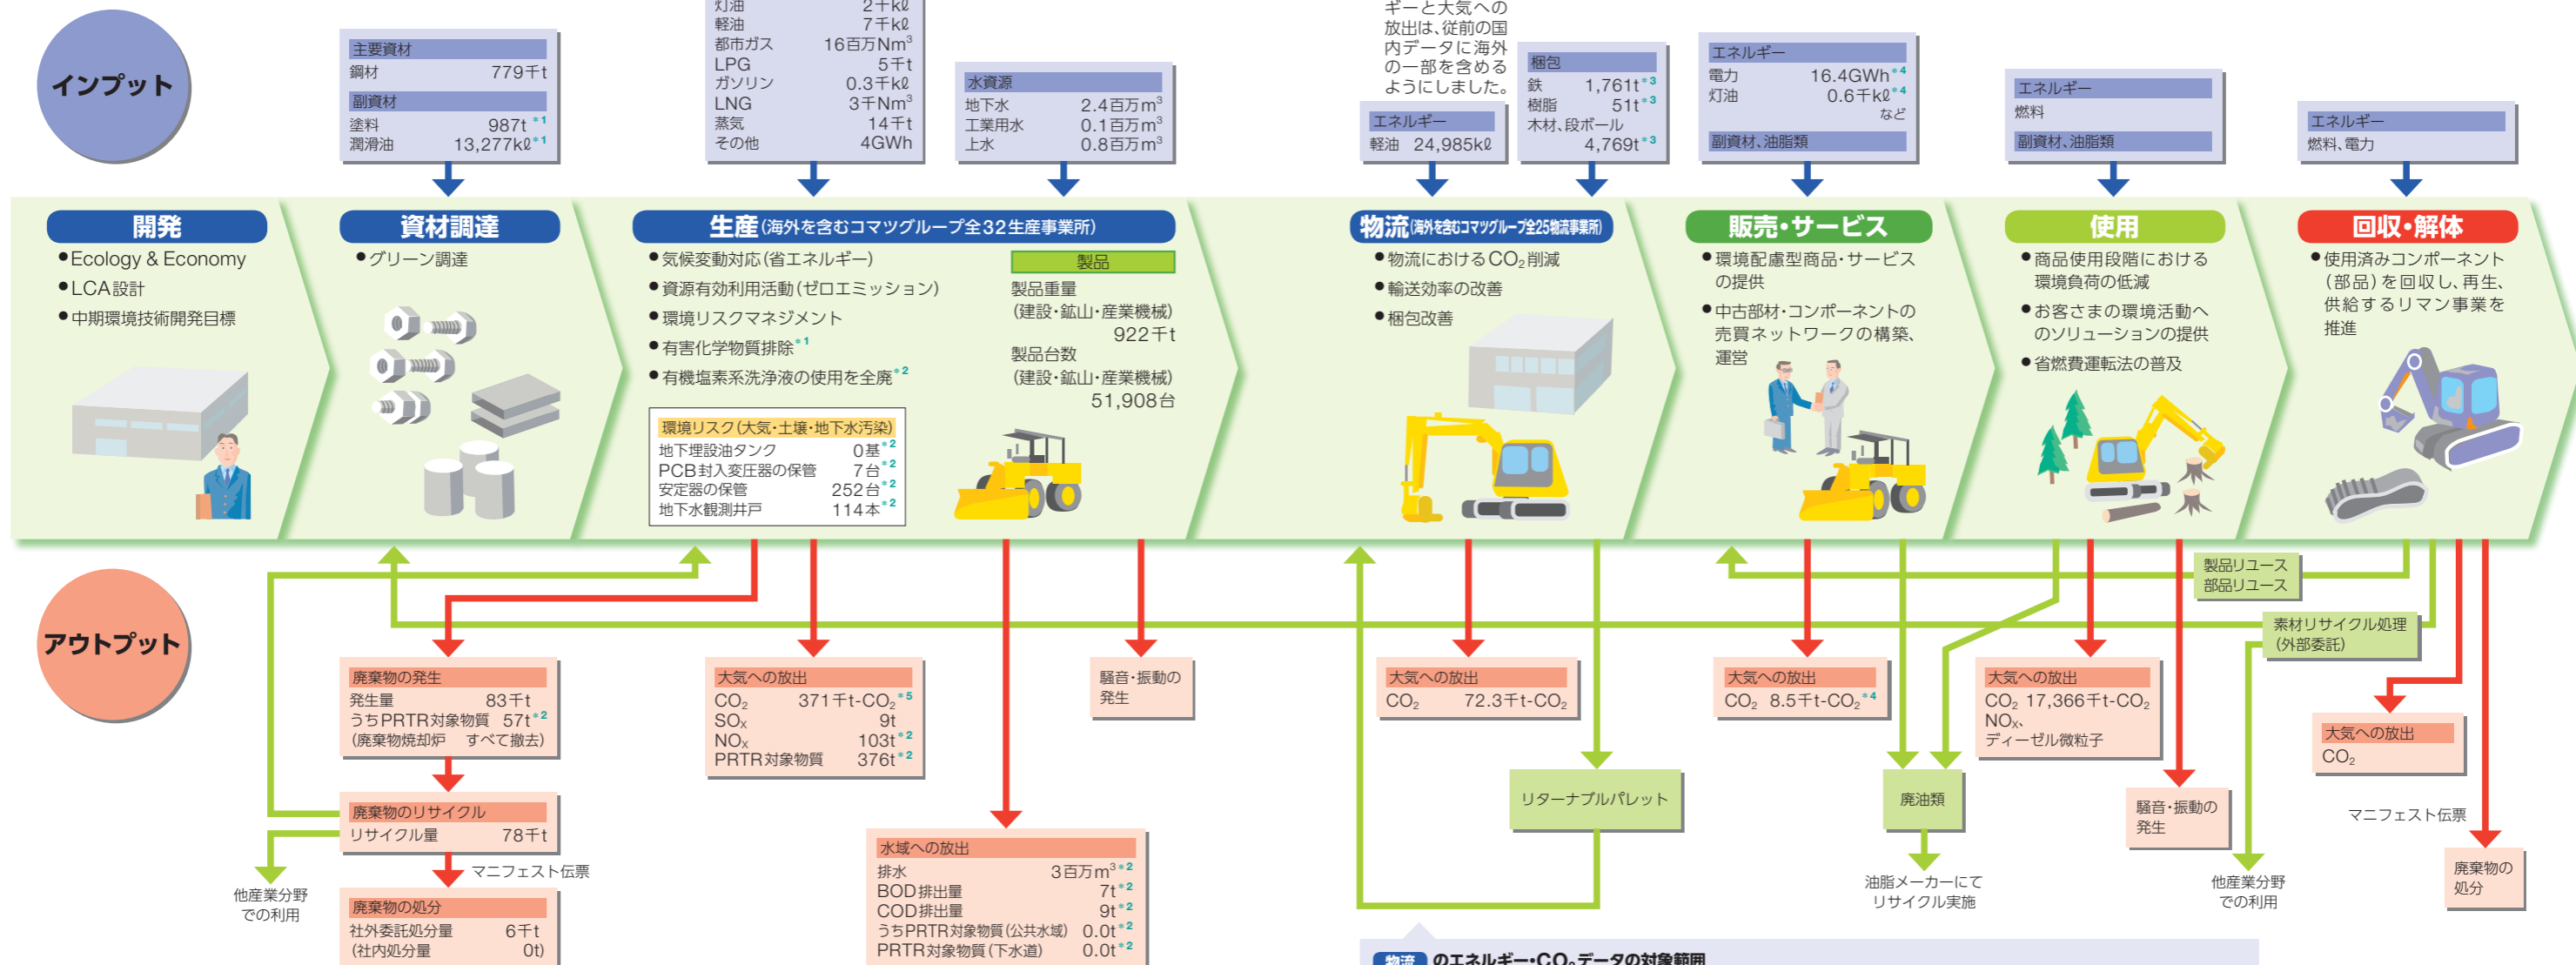 インプット
主要資材
鋼材 779千t
副資材
塗料 987t *1
潤滑油 13,277kℓ*1
灯油 2千kℓ
軽油 7千kℓ
都市ガス 16百万Nm³
LPG 5千t
ガソリン 0.3千kℓ
LNG 3千Nm³
蒸気 14千t
その他 4GWh
水資源
地下水 2.4百万m³
工業用水 0.1百万m³
上水 0.8百万m³
ギーと大気への
放出は、従前の国
内データに海外
の一部を含める
ようにしました。
エネルギー
軽油 24,985kℓ
梱包
鉄 1,761t*3
樹脂 51t*3
木材、段ボール
4,769t*3
エネルギー
電力 16.4GWh*4
灯油 0.6千kℓ*4
など
副資材、油脂類
エネルギー
燃料
副資材、油脂類
エネルギー
燃料、電力
開発
●Ecology & Economy
●LCA設計
●中期環境技術開発目標
資材調達
●グリーン調達
生産(海外を含むコマツグループ全32生産事業所)
●気候変動対応(省エネルギー)
●資源有効利用活動(ゼロエミッション)
●環境リスクマネジメント
●有害化学物質排除*1
●有機塩素系洗浄液の使用を全廃*2
環境リスク(大気・土壌・地下水汚染)
地下埋設油タンク 0基*2
PCB封入変圧器の保管 7台*2
安定器の保管 252台*2
地下水観測井戸 114本*2
製品
製品重量
(建設・鉱山・産業機械)
922千t
製品台数
(建設・鉱山・産業機械)
51,908台
物流(海外を含むコマツグループ全25物流事業所)
●物流におけるCO₂削減
●輸送効率の改善
●梱包改善
販売・サービス
●環境配慮型商品・サービス
の提供
●中古部材・コンポーネントの
売買ネットワークの構築、
運営
使用
●商品使用段階における
環境負荷の低減
●お客さまの環境活動へ
のソリューションの提供
●省燃費運転法の普及
回収・解体
●使用済みコンポーネント
(部品)を回収し、再生、
供給するリマン事業を
推進
アウトプット
製品リユース
部品リユース
素材リサイクル処理
(外部委託)
廃棄物の発生
発生量 83千t
うちPRTR対象物質 57t*2
(廃棄物焼却炉 すべて撤去)
廃棄物のリサイクル
リサイクル量 78千t
マニフェスト伝票
他産業分野
での利用
廃棄物の処分
社外委託処分量 6千t
(社内処分量 0t)
大気への放出
CO₂ 371千t-CO₂*5
SOx 9t
NOx 103t*2
PRTR対象物質 376t*2
水域への放出
排水 3百万m³*2
BOD排出量 7t*2
COD排出量 9t*2
うちPRTR対象物質(公共水域) 0.0t*2
PRTR対象物質(下水道) 0.0t*2
騒音・振動の
発生
大気への放出
CO₂ 72.3千t-CO₂
リターナブルパレット
大気への放出
CO₂ 8.5千t-CO₂*4
廃油類
油脂メーカーにて
リサイクル実施
大気への放出
CO₂ 17,366千t-CO₂
NOx、
ディーゼル微粒子
騒音・振動の
発生
他産業分野
での利用
大気への放出
CO₂
マニフェスト伝票
廃棄物の
処分
物流 のエネルギー・CO₂データの対象範囲